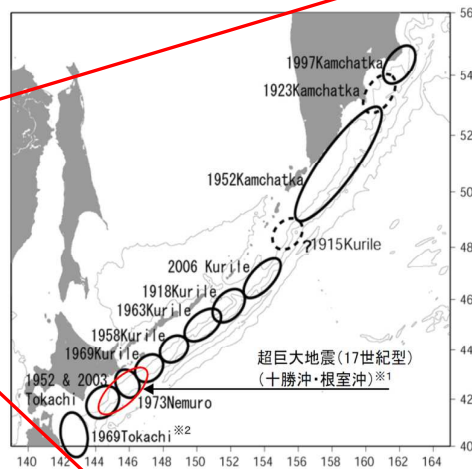 1997Kamchatka
1923Kamchatka
1952Kamchatka
?
1915Kurile
2006 Kurile
1918Kurile
1963Kurile
1958Kurile
1969Kurile
1952 & 2003
Tokachi
1973Nemuro
1969Tokachi※2
超巨大地震(17世紀型)
(十勝沖・根室沖)※1
56
54
52
50
48
46
44
42
40
140 142 144 146 148 150 152 154 156 158 160 162 164